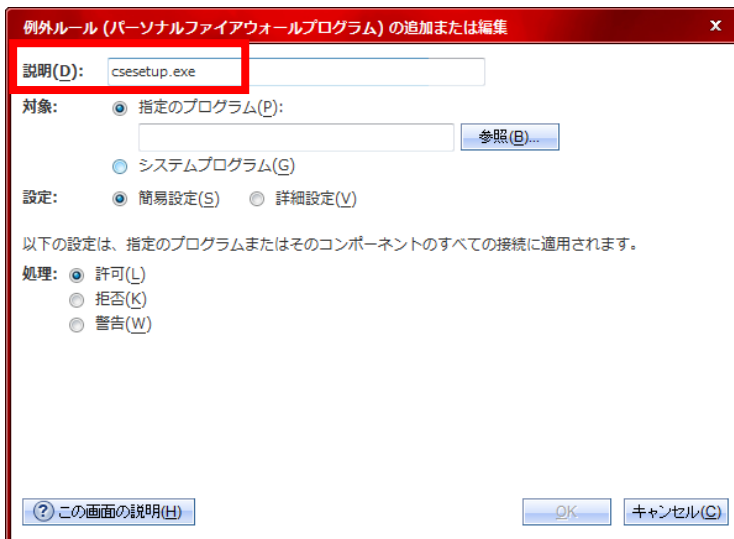 例外ルール (パーソナルファイアウォールプログラム) の追加または編集 x
説明(D): csesetup.exe
対象: 指定のプログラム(P):
参照(B)...
システムプログラム(G)
設定: 簡易設定(S) 詳細設定(V)
以下の設定は、指定のプログラムまたはそのコンポーネントのすべての接続に適用されます。
処理: 許可(L)
拒否(K)
警告(W)
? この画面の説明(H) OK キャンセル(C)